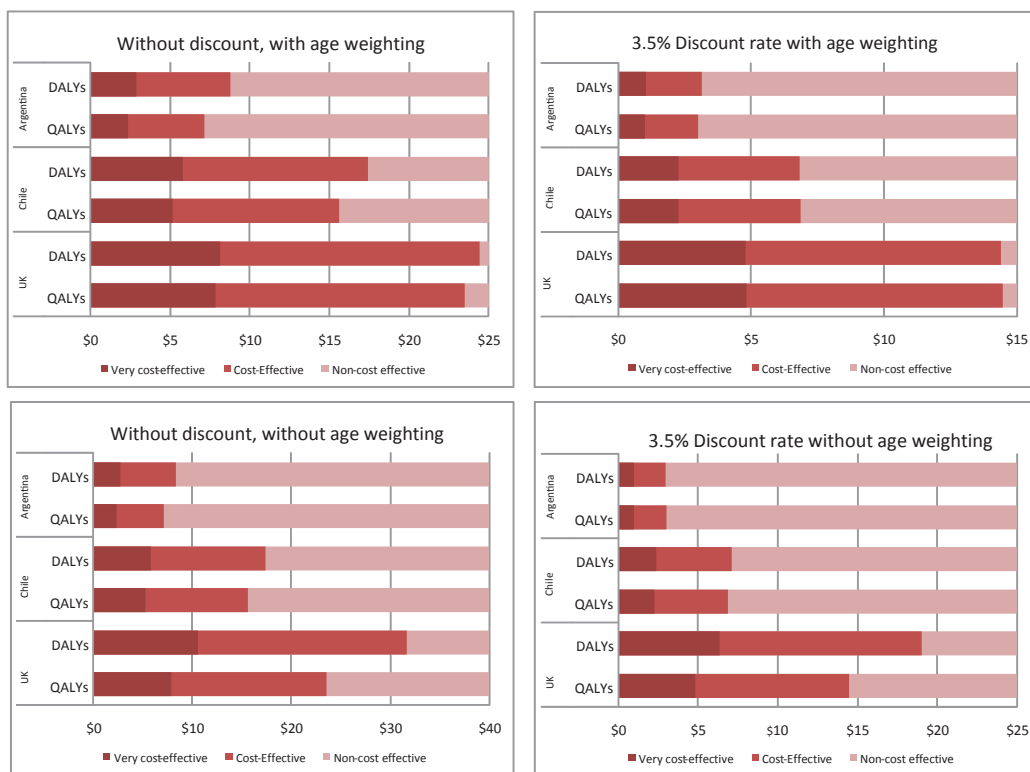 Without discount, with age weighting
Argentina
DALYs
QALYs
Chile
DALYs
QALYs
UK
DALYs
QALYs
$0 $5 $10 $15 $20 $25
Very cost-effective Cost-Effective Non-cost effective
3.5% Discount rate with age weighting
Argentina
DALYs
QALYs
Chile
DALYs
QALYs
UK
DALYs
QALYs
$0 $5 $10 $15
Very cost-effective Cost-Effective Non-cost effective
Without discount, without age weighting
Argentina
DALYs
QALYs
Chile
DALYs
QALYs
UK
DALYs
QALYs
$0 $10 $20 $30 $40
Very cost-effective Cost-Effective Non-cost effective
3.5% Discount rate without age weighting
Argentina
DALYs
QALYs
Chile
DALYs
QALYs
UK
DALYs
QALYs
$0 $5 $10 $15 $20 $25
Very cost-effective Cost-Effective Non-cost effective